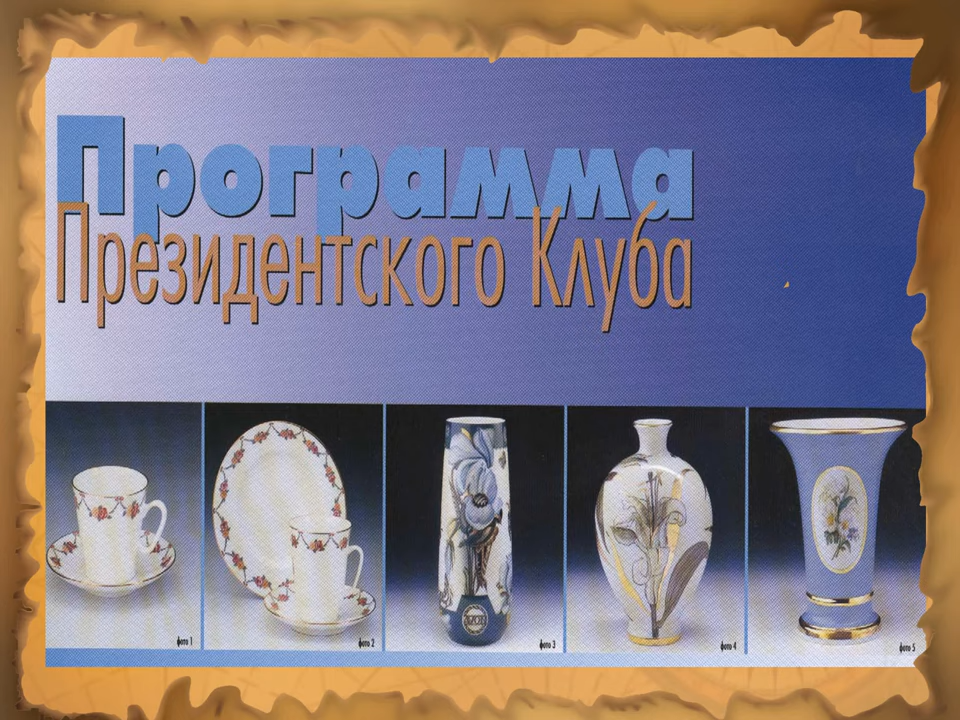 Программа
Президентского Клуба
фото 1
фото 2
фото 3
фото 4
фото 5